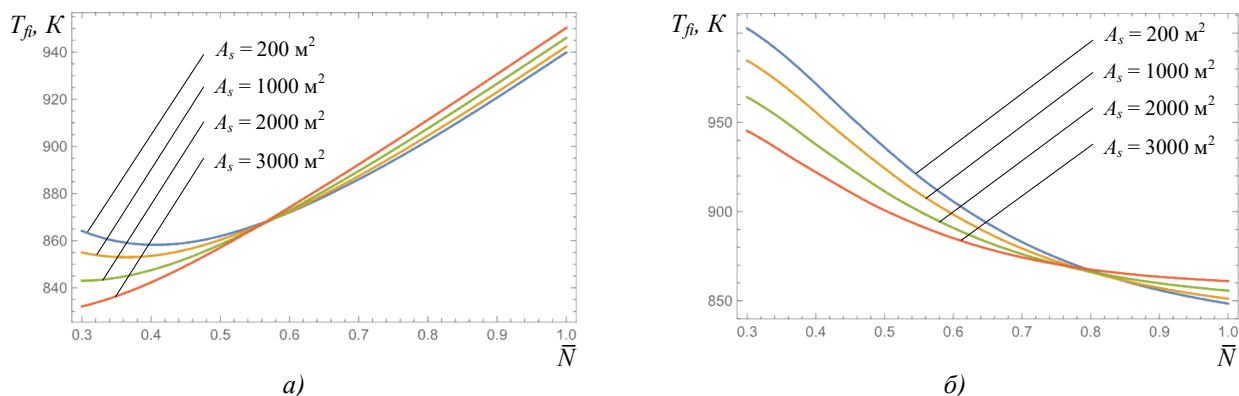 T_fi, К
940
920
900
880
860
840
0.3 0.4 0.5 0.6 0.7 0.8 0.9 1.0
N̅
A_s = 200 м²
A_s = 1000 м²
A_s = 2000 м²
A_s = 3000 м²
а)
T_fi, К
950
900
850
0.3 0.4 0.5 0.6 0.7 0.8 0.9 1.0
N̅
A_s = 200 м²
A_s = 1000 м²
A_s = 2000 м²
A_s = 3000 м²
б)